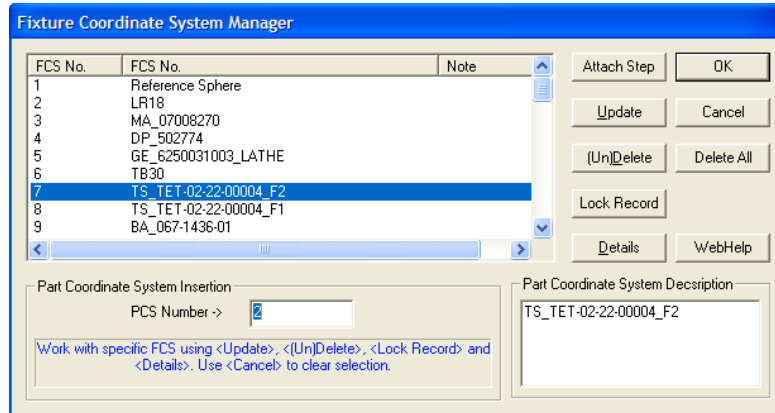 Fixture Coordinate System Manager
FCS No. FCS No. Note
1 Reference Sphere
2 LR18
3 MA_07008270
4 DP_502774
5 GE_6250031003_LATHE
6 TB30
7 TS_TET-02-22-00004_F2
8 TS_TET-02-22-00004_F1
9 BA_067-1436-01
Attach Step OK
Update Cancel
(Un)Delete Delete All
Lock Record
Details WebHelp
Part Coordinate System Insertion
PCS Number -> 2
Work with specific FCS using <Update>, <(Un)Delete>, <Lock Record> and
<Details>. Use <Cancel> to clear selection.
Part Coordinate System Decsription
TS_TET-02-22-00004_F2